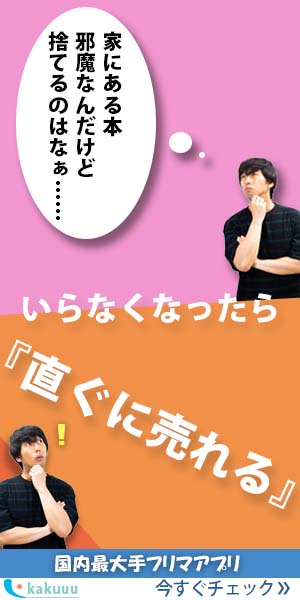 家にある本
邪魔なんだけど
捨てるのはなぁ……
いらなくなったら
『直ぐに売れる』
!
国内最大手フリマアプリ
kakuuu
今すぐチェック»